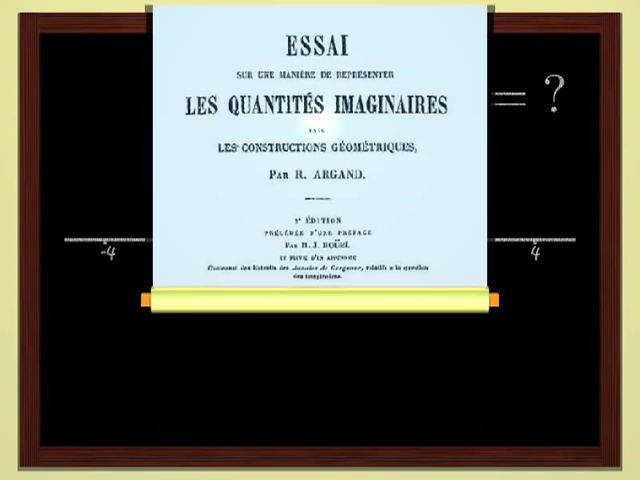 ESSAI
SUR UNE MANIÈRE DE REPRÉSENTER
LES QUANTITÉS IMAGINAIRES
DANS
LES CONSTRUCTIONS GÉOMÉTRIQUES,
PAR R. ARGAND.
= ?
2e ÉDITION
PRÉCÉDÉE D'UNE PRÉFACE
PAR M. J. HOÜEL
-4
4
ET SUIVIE D'UN APPENDICE
Contenant des Extraits des Annales de Gergonne, relatifs a la question
des imaginaires.